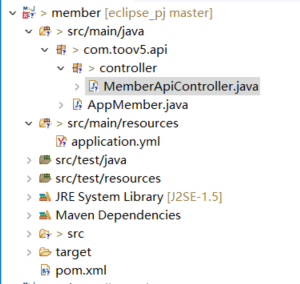 > member [eclipse_pj master]
> src/main/java
> com.toov5.api
> controller
MemberApiController.java
> AppMember.java
> src/main/resources
application.yml
src/test/java
src/test/resources
JRE System Library [J2SE-1.5]
Maven Dependencies
> src
target
pom.xml